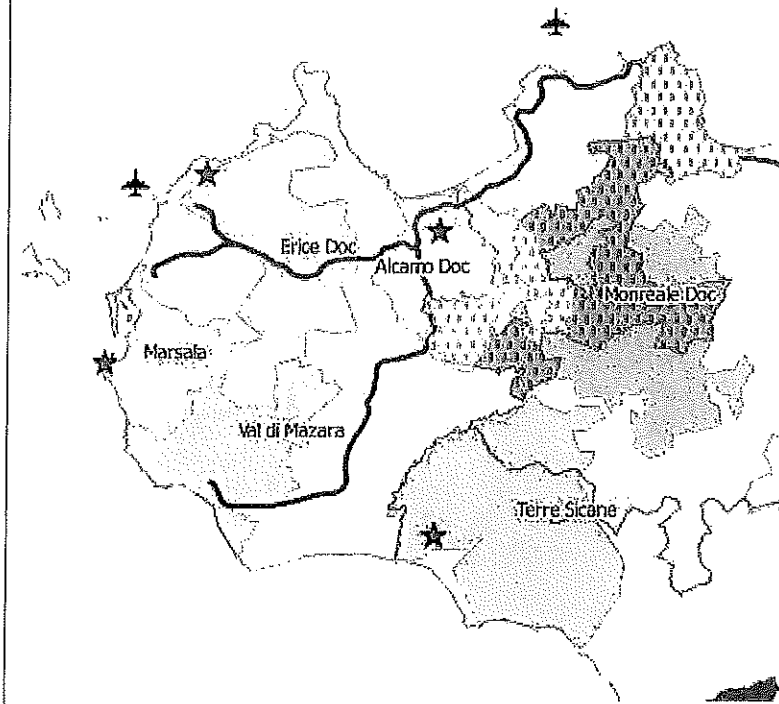 Erice Doc
Alcamo Doc
Monreale Doc
Marsala
Val di Mazara
Terre Sicane